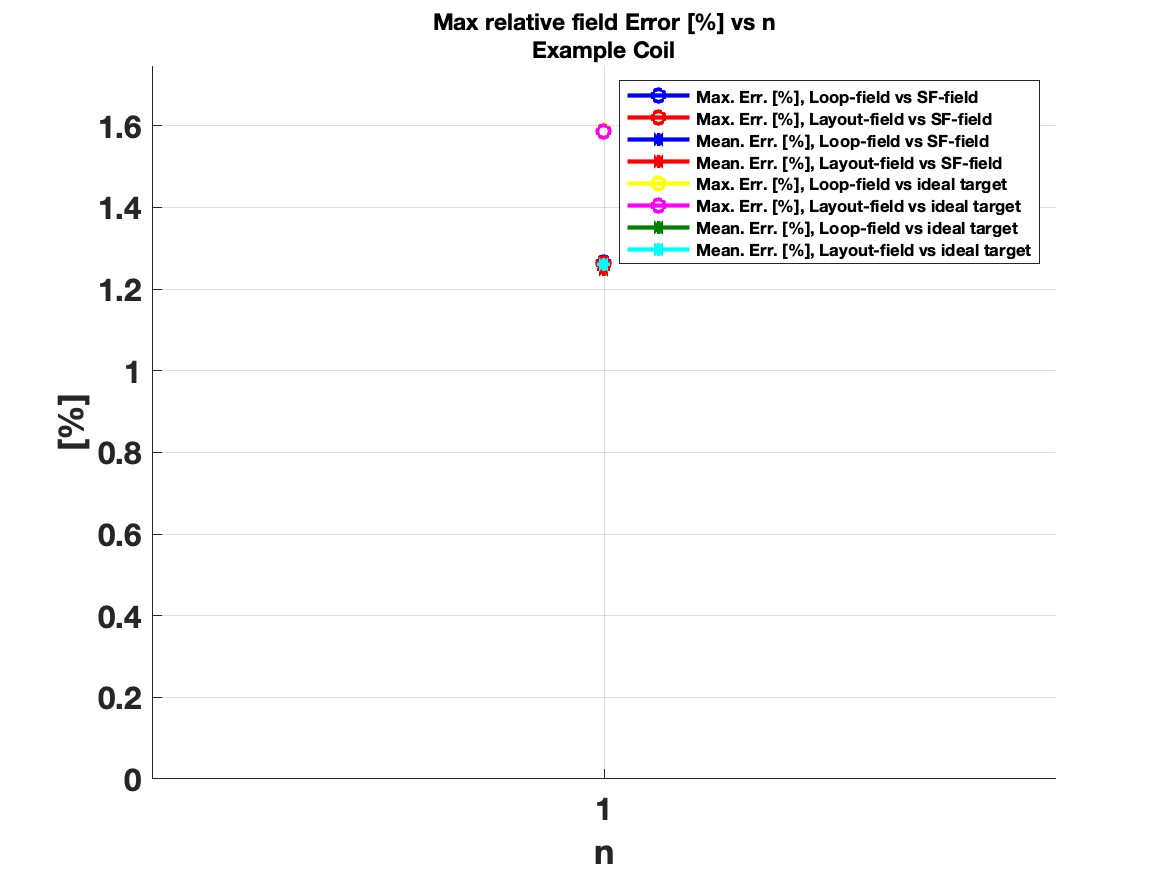 Max relative field Error [%] vs n
Example Coil
Max. Err. [%], Loop-field vs SF-field
Max. Err. [%], Layout-field vs SF-field
Mean. Err. [%], Loop-field vs SF-field
Mean. Err. [%], Layout-field vs SF-field
Max. Err. [%], Loop-field vs ideal target
Max. Err. [%], Layout-field vs ideal target
Mean. Err. [%], Loop-field vs ideal target
Mean. Err. [%], Layout-field vs ideal target
1.6
1.4
1.2
1
0.8
0.6
0.4
0.2
0
[%]
1
n